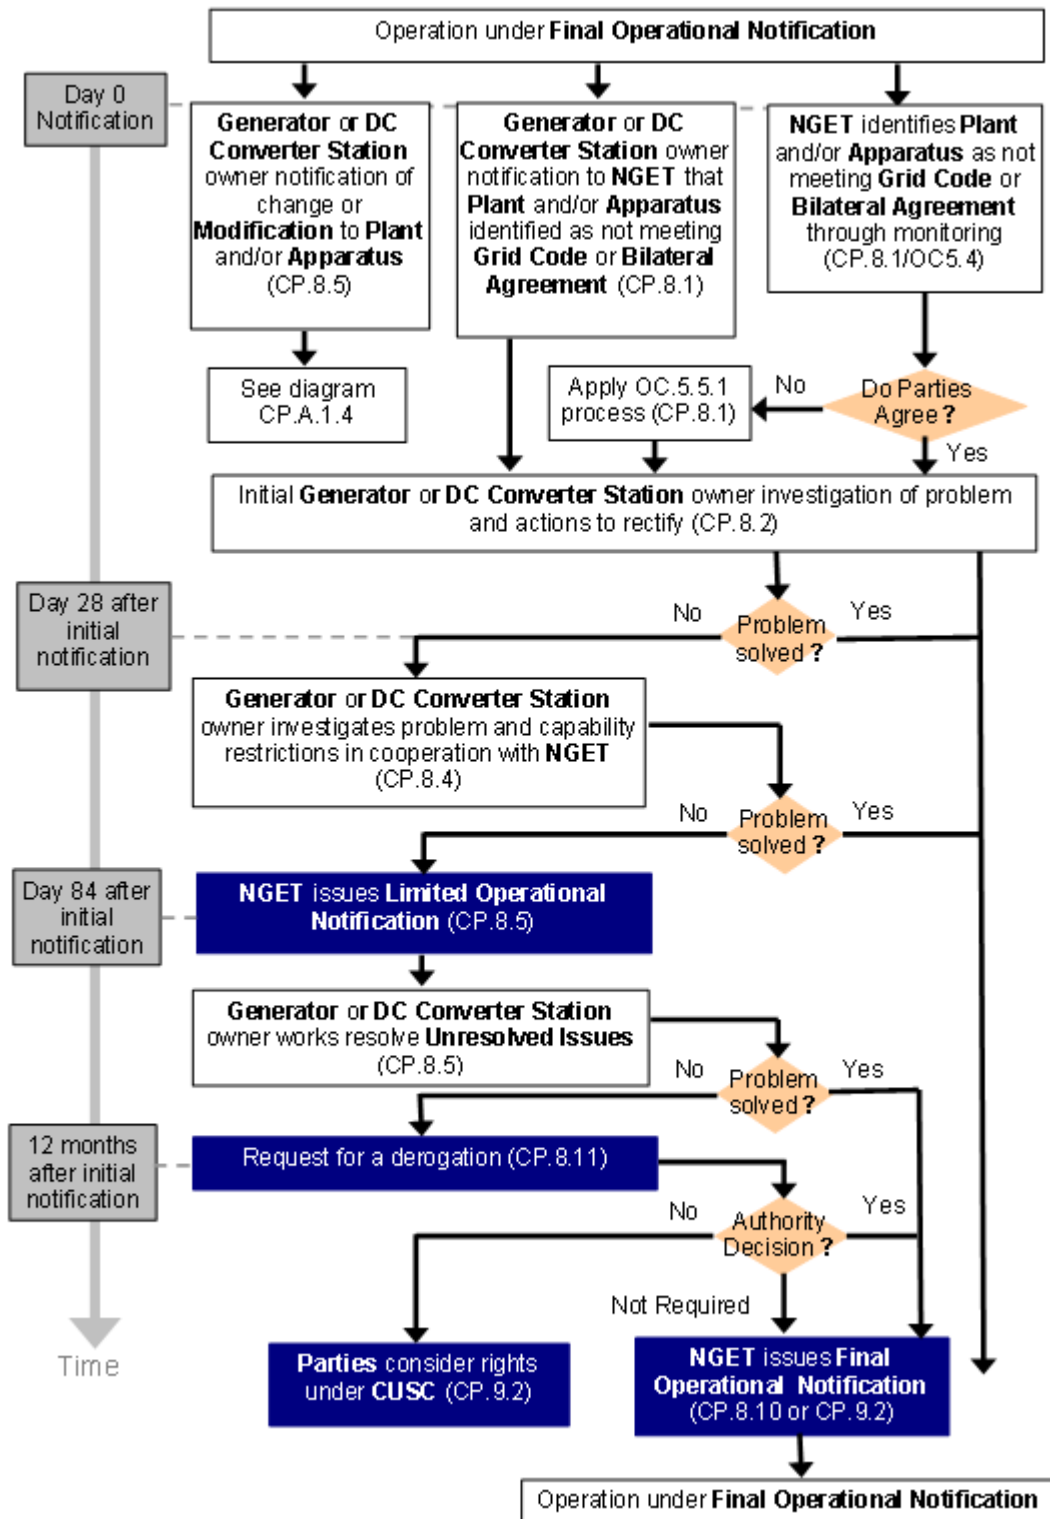 Operation under Final Operational Notification
Day 0
Notification
Generator or DC
Converter Station
owner notification of
change or
Modification to Plant
and/or Apparatus
(CP.8.5)
Generator or DC
Converter Station owner
notification to NGET that
Plant and/or Apparatus
identified as not meeting
Grid Code or Bilateral
Agreement (CP.8.1)
NGET identifies Plant
and/or Apparatus as not
meeting Grid Code or
Bilateral Agreement
through monitoring
(CP.8.1/OC5.4)
See diagram
CP.A.1.4
Apply OC.5.5.1
process (CP.8.1)
No
Do Parties
Agree ?
Yes
Initial Generator or DC Converter Station owner investigation of problem
and actions to rectify (CP.8.2)
Day 28 after
initial
notification
No
Problem
solved ?
Yes
Generator or DC Converter Station
owner investigates problem and capability
restrictions in cooperation with NGET
(CP.8.4)
No
Problem
solved ?
Yes
Day 84 after
initial
notification
NGET issues Limited Operational
Notification (CP.8.5)
Generator or DC Converter Station
owner works resolve Unresolved Issues
(CP.8.5)
No
Problem
solved ?
Yes
12 months
after initial
notification
Request for a derogation (CP.8.11)
No
Authority
Decision ?
Yes
Not Required
Time
Parties consider rights
under CUSC (CP.9.2)
NGET issues Final
Operational Notification
(CP.8.10 or CP.9.2)
Operation under Final Operational Notification